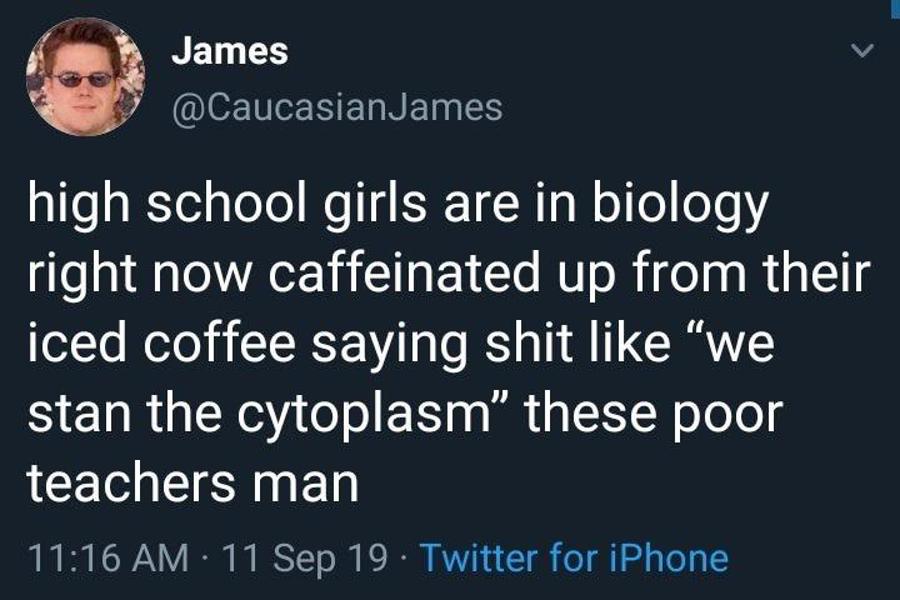 James
@CaucasianJames
high school girls are in biology
right now caffeinated up from their
iced coffee saying shit like “we
stan the cytoplasm” these poor
teachers man
11:16 AM · 11 Sep 19 · Twitter for iPhone